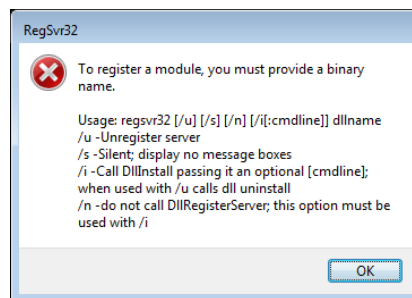 RegSvr32
To register a module, you must provide a binary
name.
Usage: regsvr32 [/u] [/s] [/n] [/i[:cmdline]] dllname
/u -Unregister server
/s -Silent; display no message boxes
/i -Call DllInstall passing it an optional [cmdline];
when used with /u calls dll uninstall
/n -do not call DllRegisterServer; this option must be
used with /i
OK